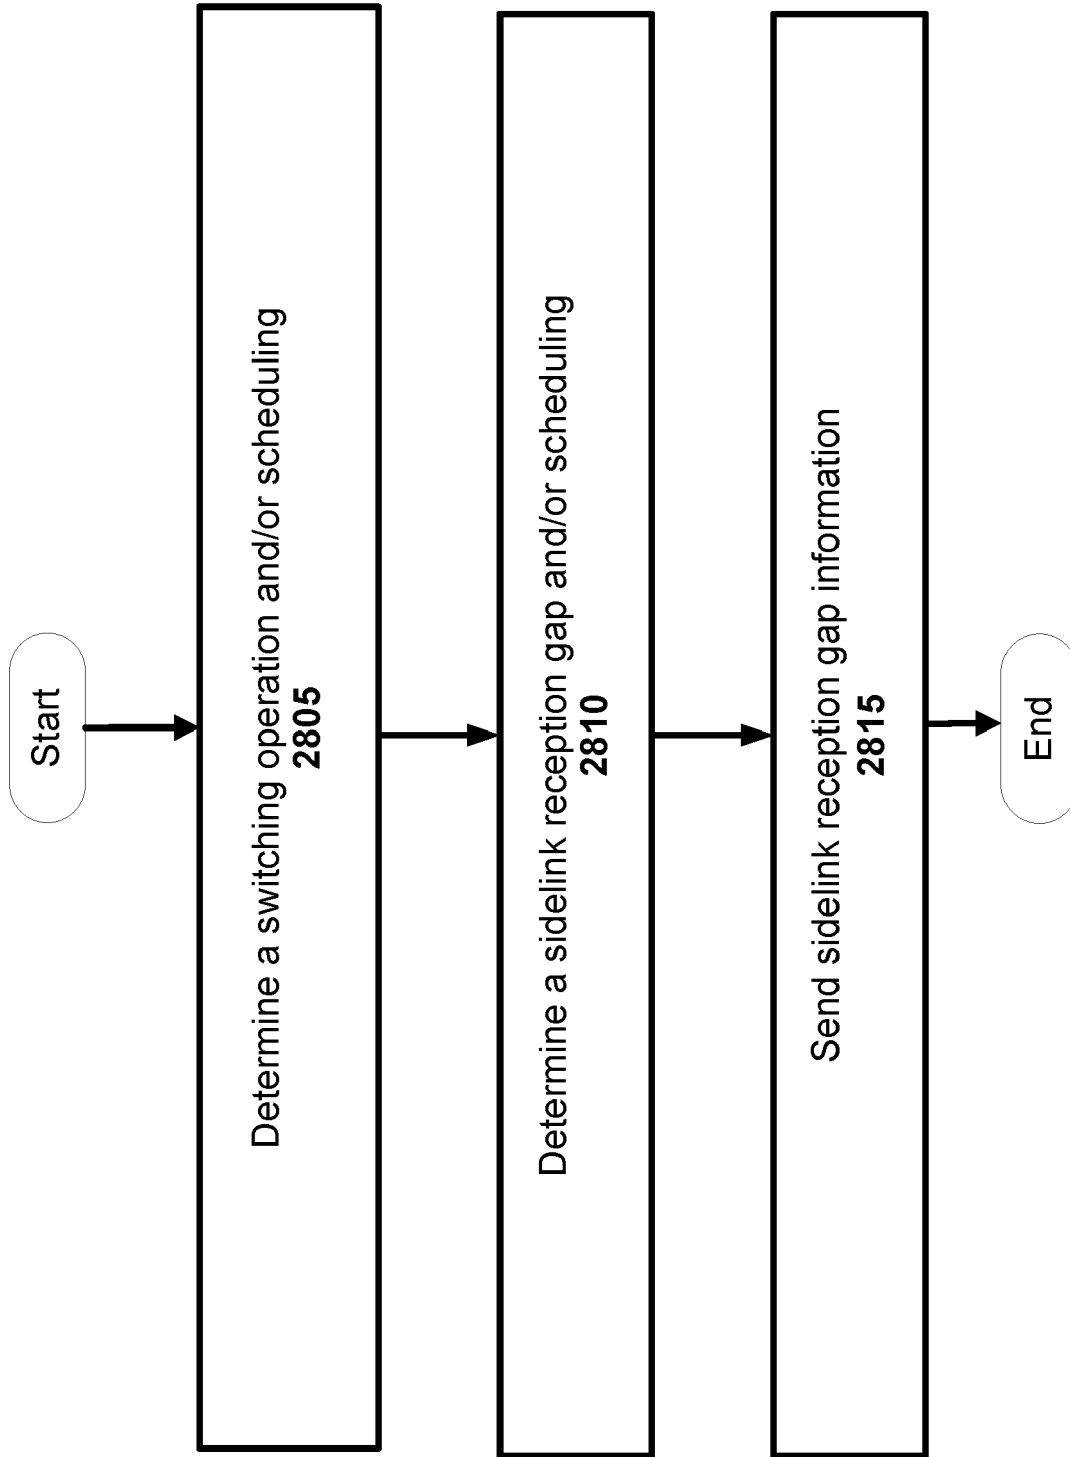 Start
Determine a switching operation and/or scheduling
2805
Determine a sidelink reception gap and/or scheduling
2810
Send sidelink reception gap information
2815
End